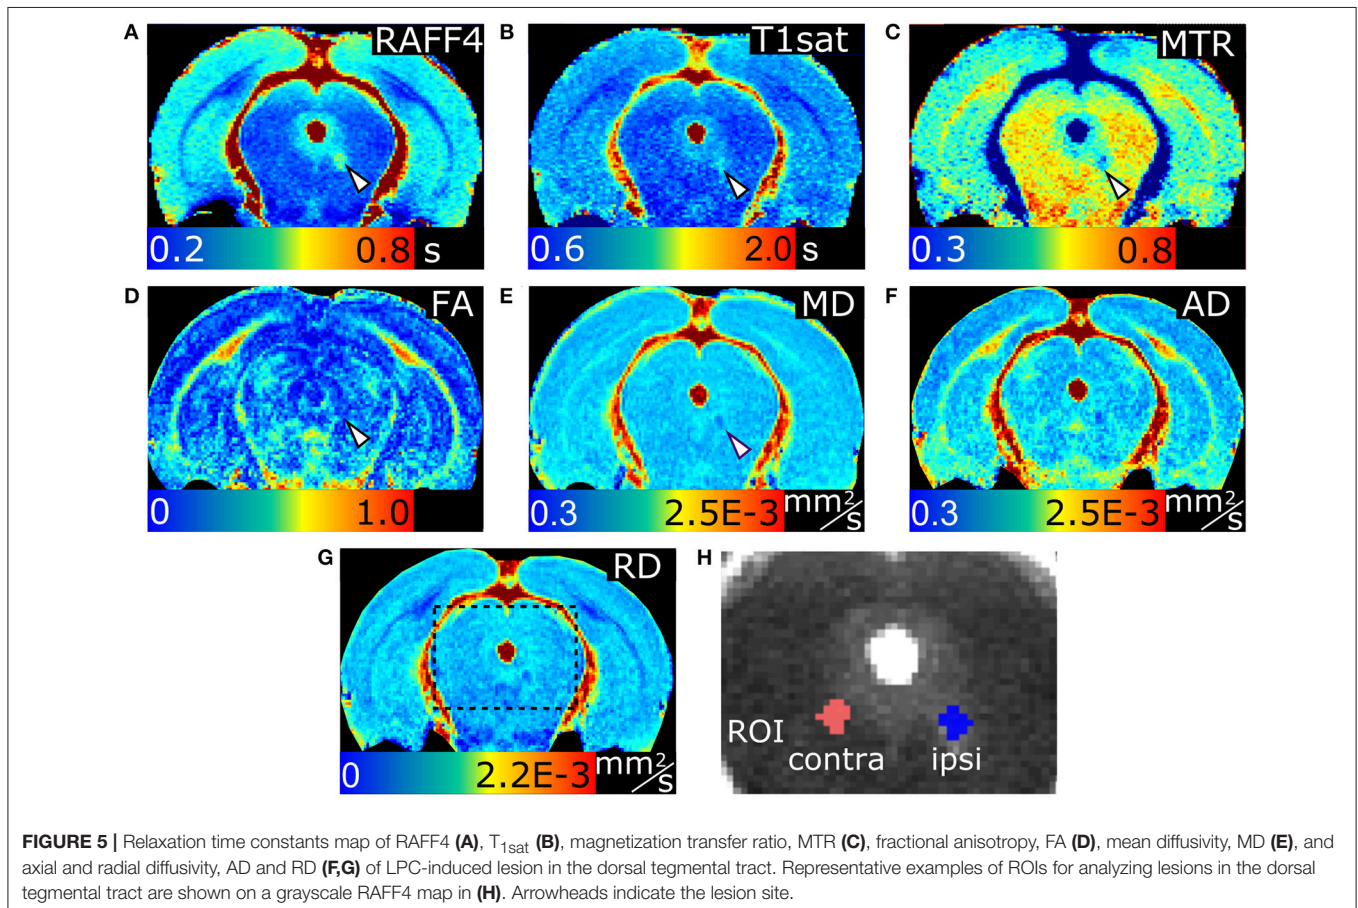 A
RAFF4
0.2 0.8 s
B
T1sat
0.6 2.0 s
C
MTR
0.3 0.8
D
FA
0 1.0
E
MD
0.3 2.5E-3 mm²/s
F
AD
0.3 2.5E-3 mm²/s
G
RD
0 2.2E-3 mm²/s
H
ROI
contra ipsi
FIGURE 5 | Relaxation time constants map of RAFF4 (A), T1sat (B), magnetization transfer ratio, MTR (C), fractional anisotropy, FA (D), mean diffusivity, MD (E), and
axial and radial diffusivity, AD and RD (F,G) of LPC-induced lesion in the dorsal tegmental tract. Representative examples of ROIs for analyzing lesions in the dorsal
tegmental tract are shown on a grayscale RAFF4 map in (H). Arrowheads indicate the lesion site.